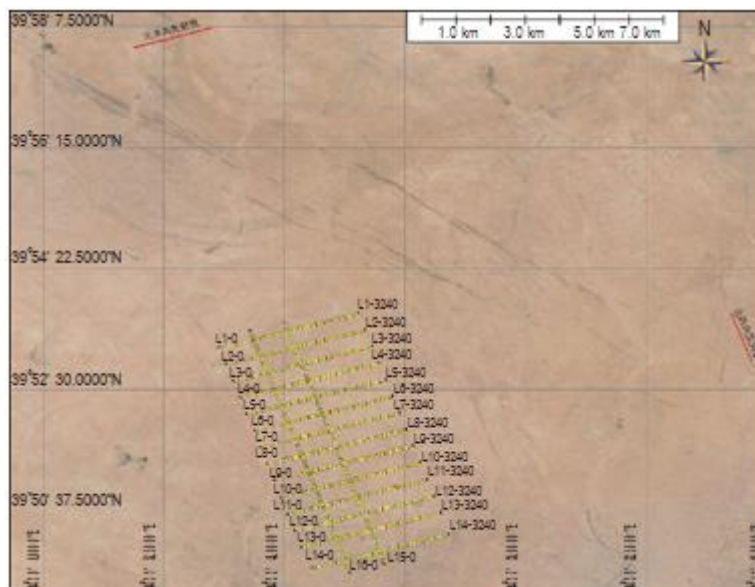 39°58' 7.5000"N
1.0 km 3.0 km 5.0 km 7.0 km
N
39°56' 15.0000"N
39°54' 22.5000"N
L1-3240
L2-3240
L3-3240
L4-3240
L5-3240
L6-3240
L7-3240
L8-3240
L9-3240
L10-3240
L11-3240
L12-3240
L13-3240
L14-3240
L1-0
L2-0
L3-0
L4-0
L5-0
L6-0
L7-0
L8-0
L9-0
L10-0
L11-0
L12-0
L13-0
L14-0
L16-0
L15-0
39°52' 30.0000"N
39°50' 37.5000"N